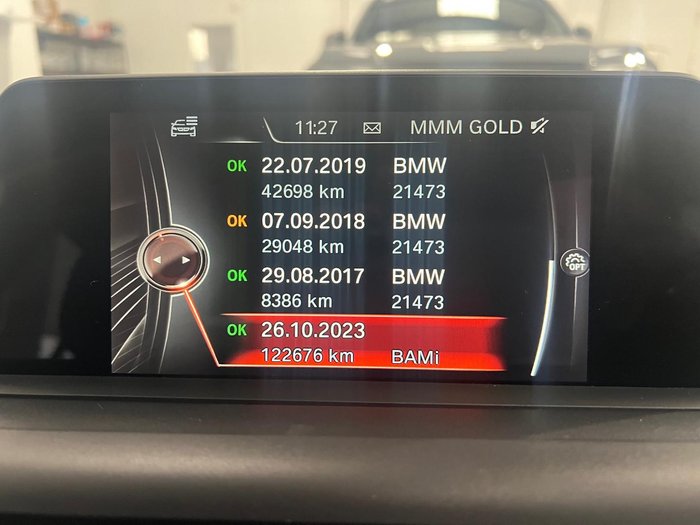 11:27 MMM GOLD
OK 22.07.2019 BMW
42698 km 21473
OK 07.09.2018 BMW
29048 km 21473
OK 29.08.2017 BMW
8386 km 21473
OPT
OK 26.10.2023
122676 km BAMi